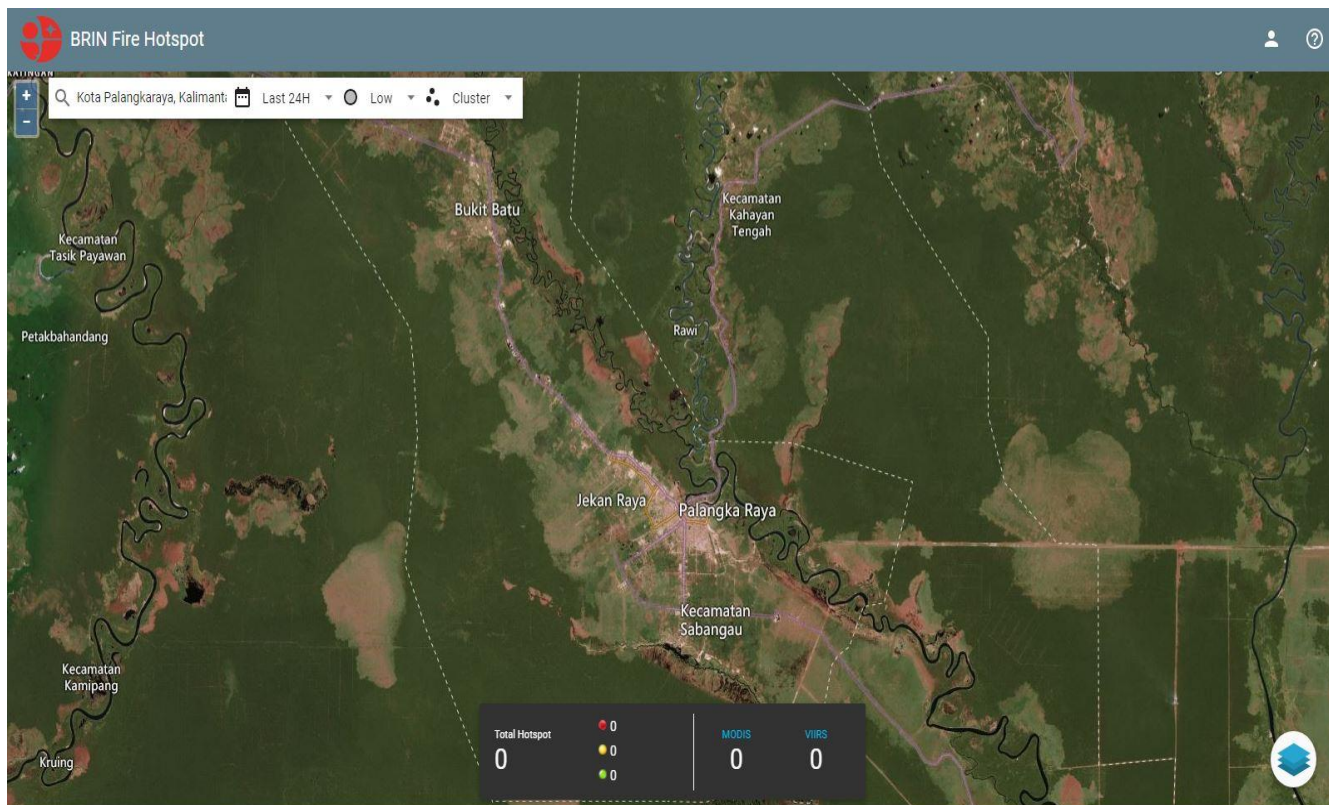 BRIN Fire Hotspot
KATINGAN
+
−
Kota Palangkaraya, Kalimanta
Last 24H
Low
Cluster
Bukit Batu
Kecamatan
Kahayan
Tengah
Kecamatan
Tasik Payawan
Petakbahandang
Rawi
Jekan Raya
Palangka Raya
Kecamatan
Sabangau
Kecamatan
Kamipang
Kruing
Total Hotspot
0
0
0
0
MODIS
0
VIIRS
0